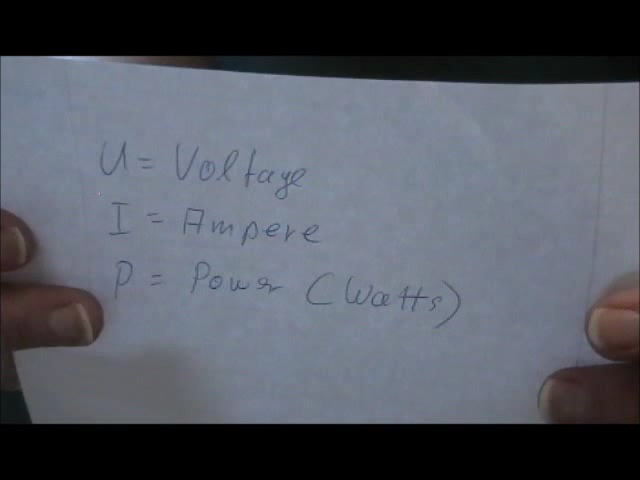 U = Voltage
I = Ampere
P = Power (Watts)